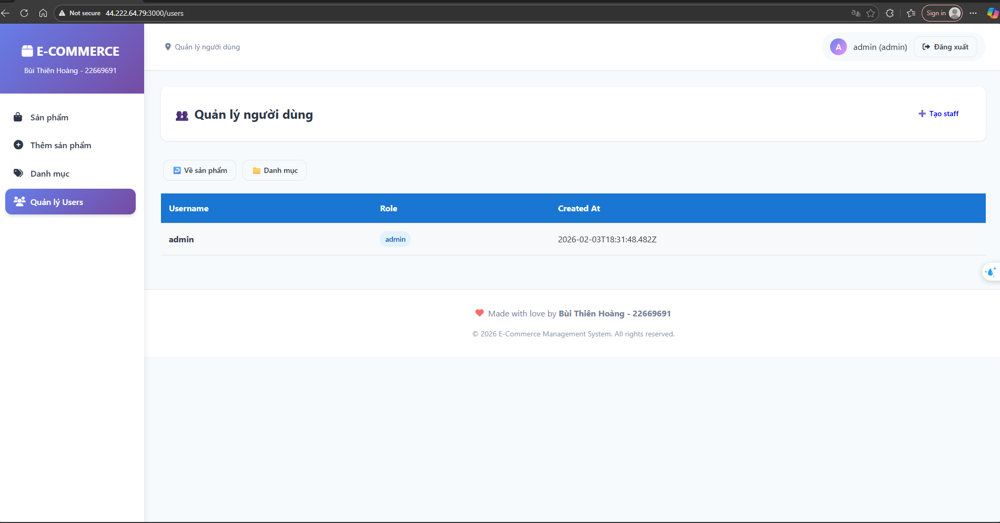 Not secure 44.222.64.79:3000/users
Sign in
E-COMMERCE
Bùi Thiên Hoàng - 22669691
Sản phẩm
Thêm sản phẩm
Danh mục
Quản lý Users
Quản lý người dùng
A admin (admin) Đăng xuất
Quản lý người dùng
Tạo staff
Về sản phẩm Danh mục
Username Role Created At
admin admin 2026-02-03T18:31:48.482Z
Made with love by Bùi Thiên Hoàng - 22669691
© 2026 E-Commerce Management System. All rights reserved.